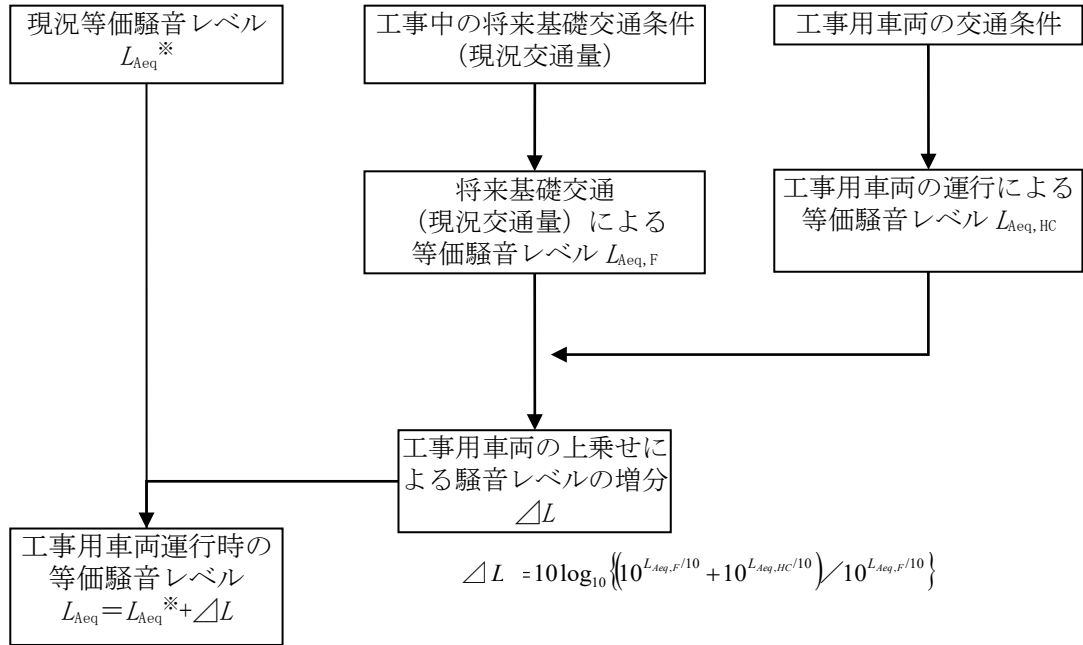 現況等価騒音レベル
LAeq※
工事中の将来基礎交通条件
（現況交通量）
工事用車両の交通条件
将来基礎交通
（現況交通量）による
等価騒音レベル LAeq,F
工事用車両の運行による
等価騒音レベル LAeq,HC
工事用車両の上乗せに
よる騒音レベルの増分
⊿L
工事用車両運行時の
等価騒音レベル
LAeq＝LAeq※+⊿L
⊿L =10log10{(10^{LAeq,F/10}+10^{LAeq,HC/10})／10^{LAeq,F/10}}